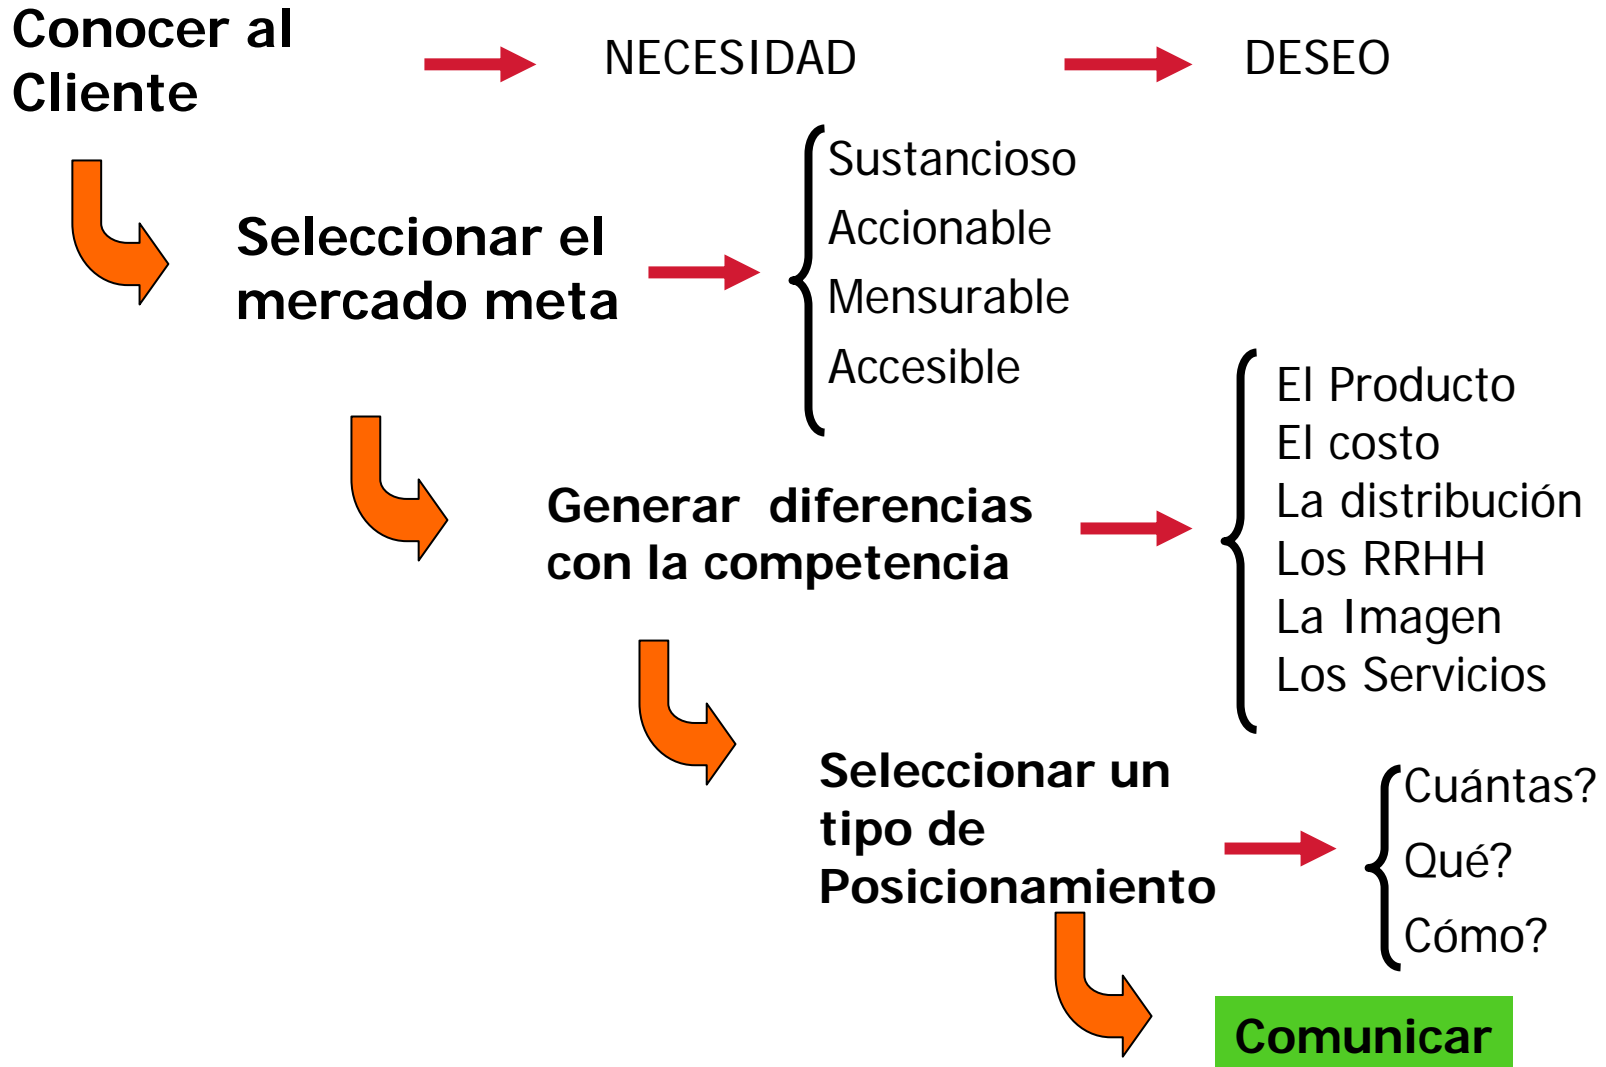 Conocer al
Cliente
NECESIDAD
DESEO
Seleccionar el
mercado meta
Sustancioso
Accionable
Mensurable
Accesible
Generar diferencias
con la competencia
El Producto
El costo
La distribución
Los RRHH
La Imagen
Los Servicios
Seleccionar un
tipo de
Posicionamiento
Cuántas?
Qué?
Cómo?
Comunicar